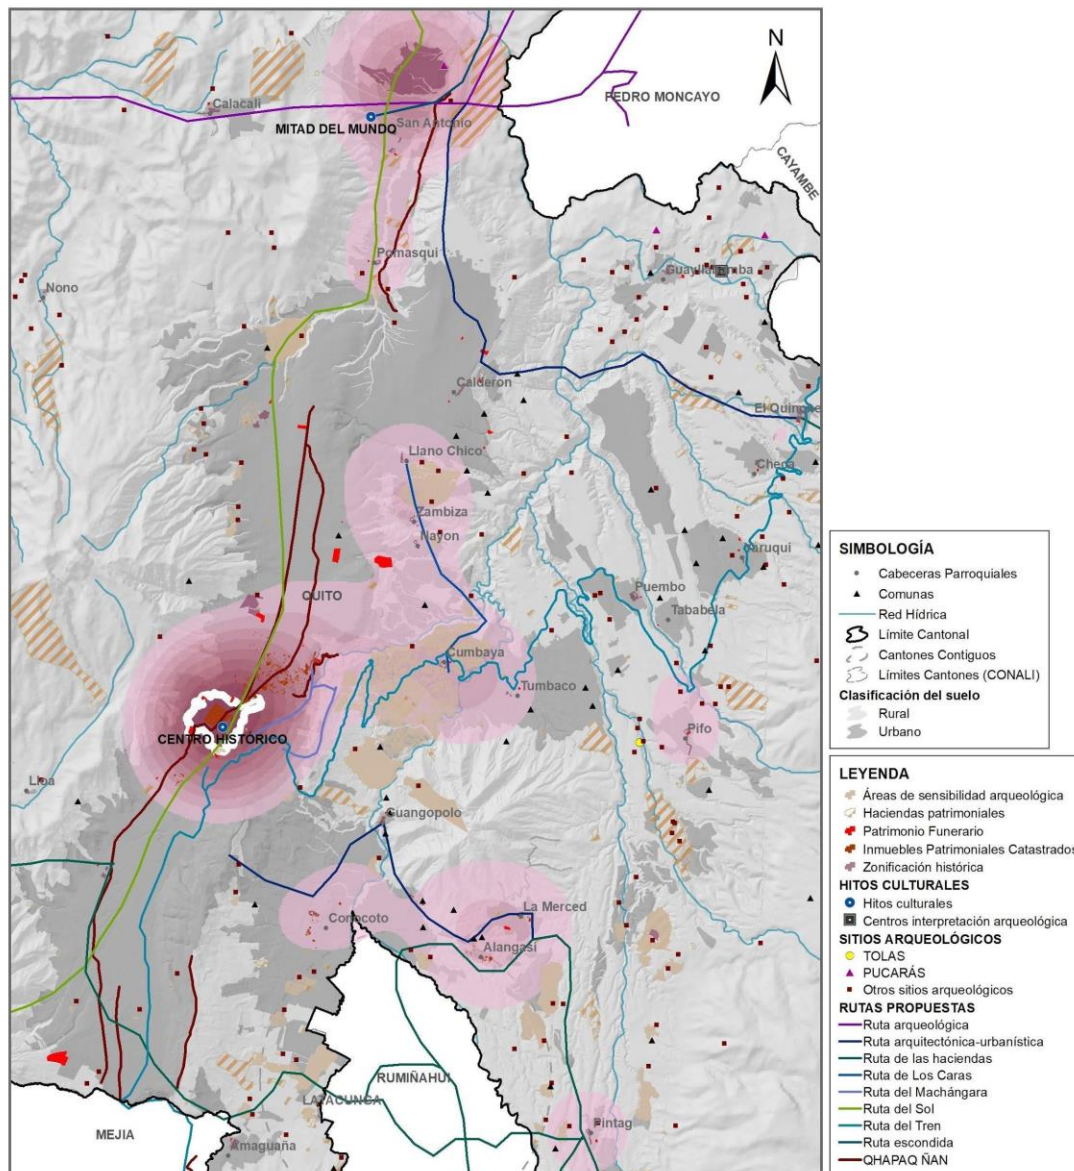 N
PEDRO MONCAYO
CAYAMBE
Calacali
MITAD DEL MUNDO
San Antonio
Pomasqui
Guayllabamba
Nono
Calderon
El Quinche
Llano Chico
Checa
Zambiza
Nayon
Yaruqui
QUITO
Puembo
Tababela
Cumbaya
Tumbaco
Pifo
CENTRO HISTÓRICO
Lloa
Guangopolo
La Merced
Conocoto
Alangasi
RUMIÑAHUI
LATACUNGA
Pintag
MEJIA
Amaguaña
SIMBOLOGÍA
Cabeceras Parroquiales
Comunas
Red Hídrica
Límite Cantonal
Cantones Contiguos
Límites Cantones (CONALI)
Clasificación del suelo
Rural
Urbano
LEYENDA
Áreas de sensibilidad arqueológica
Haciendas patrimoniales
Patrimonio Funerario
Inmuebles Patrimoniales Catastrados
Zonificación histórica
HITOS CULTURALES
Hitos culturales
Centros interpretación arqueológica
SITIOS ARQUEOLÓGICOS
TOLAS
PUCARÁS
Otros sitios arqueológicos
RUTAS PROPUESTAS
Ruta arqueológica
Ruta arquitectónica-urbanística
Ruta de las haciendas
Ruta de Los Caras
Ruta del Machángara
Ruta del Sol
Ruta del Tren
Ruta escondida
QHAPAQ ÑAN